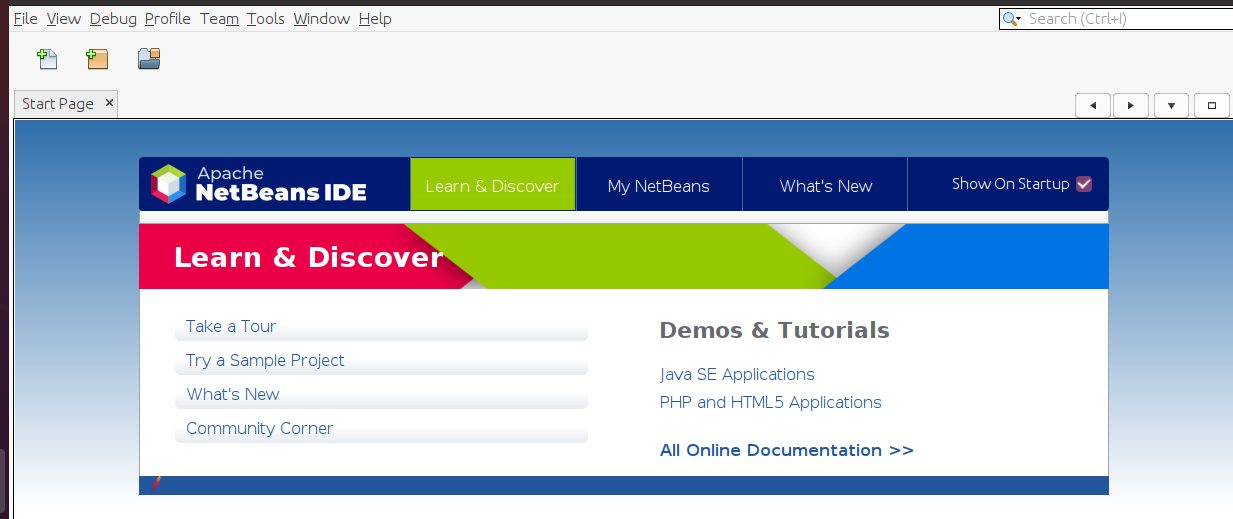 File View Debug Profile Team Tools Window Help Search (Ctrl+I)
Start Page
Apache
NetBeans IDE Learn & Discover My NetBeans What's New Show On Startup
Learn & Discover
Take a Tour
Try a Sample Project
What's New
Community Corner
Demos & Tutorials
Java SE Applications
PHP and HTML5 Applications
All Online Documentation >>